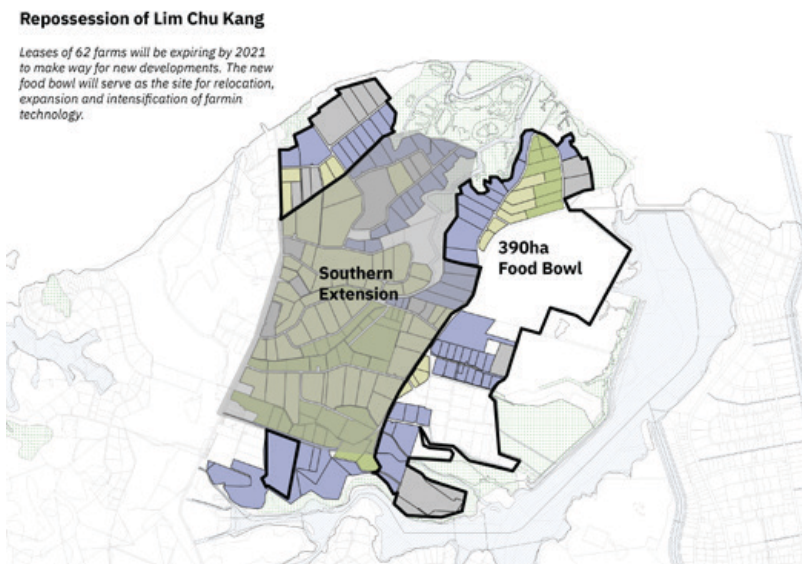 Repossession of Lim Chu Kang
Leases of 62 farms will be expiring by 2021
to make way for new developments. The new
food bowl will serve as the site for relocation,
expansion and intensification of farmin
technology.
390ha
Food Bowl
Southern
Extension